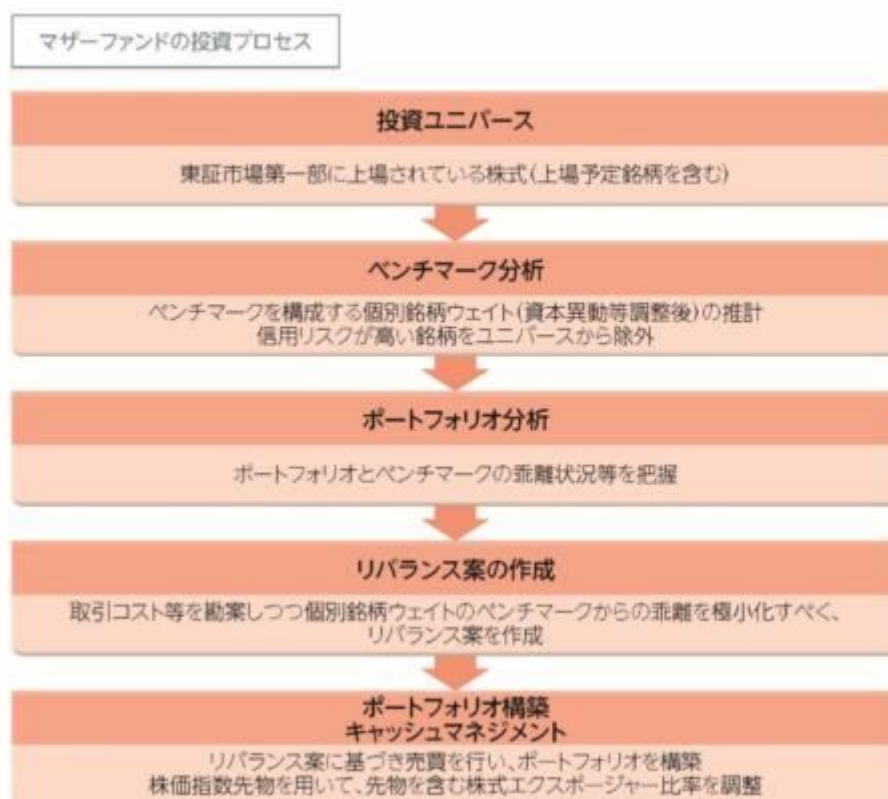 マザーファンドの投資プロセス
投資ユニバース
東証市場第一部に上場されている株式(上場予定銘柄を含む)
ベンチマーク分析
ベンチマークを構成する個別銘柄ウェイト(資本異動等調整後)の推計
信用リスクが高い銘柄をユニバースから除外
ポートフォリオ分析
ポートフォリオとベンチマークの乖離状況等を把握
リバランス案の作成
取引コスト等を勘案しつつ個別銘柄ウェイトのベンチマークからの乖離を極小化すべく、
リバランス案を作成
ポートフォリオ構築
キャッシュマネジメント
リバランス案に基づき売買を行い、ポートフォリオを構築
株価指数先物を用いて、先物を含む株式エクスポージャー比率を調整